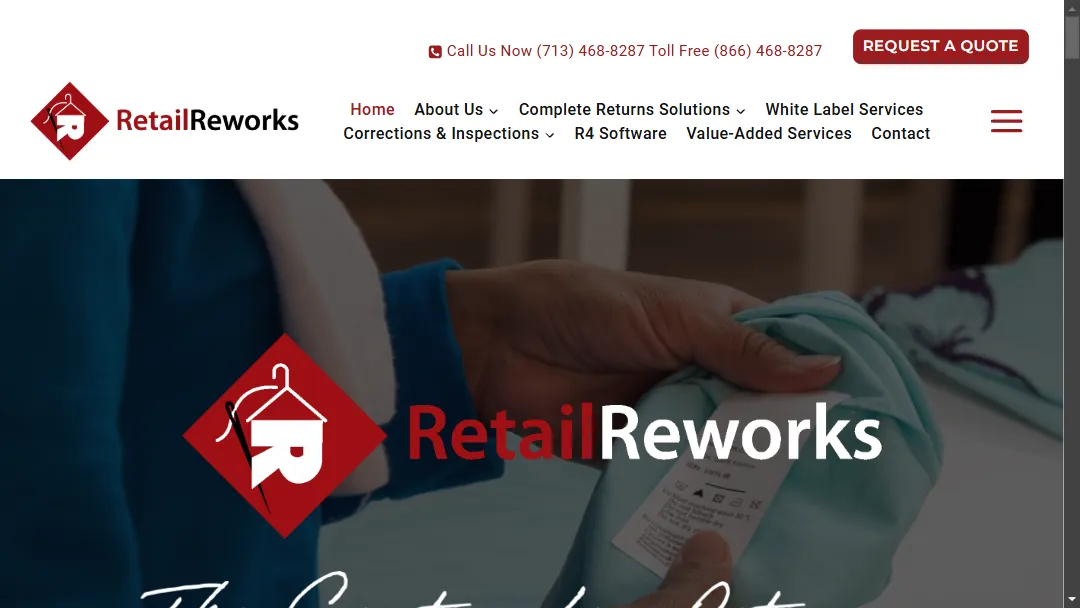 Call Us Now (713) 468-8287 Toll Free (866) 468-8287
REQUEST A QUOTE
RetailReworks
Home About Us Complete Returns Solutions White Label Services
Corrections & Inspections R4 Software Value-Added Services Contact
RetailReworks